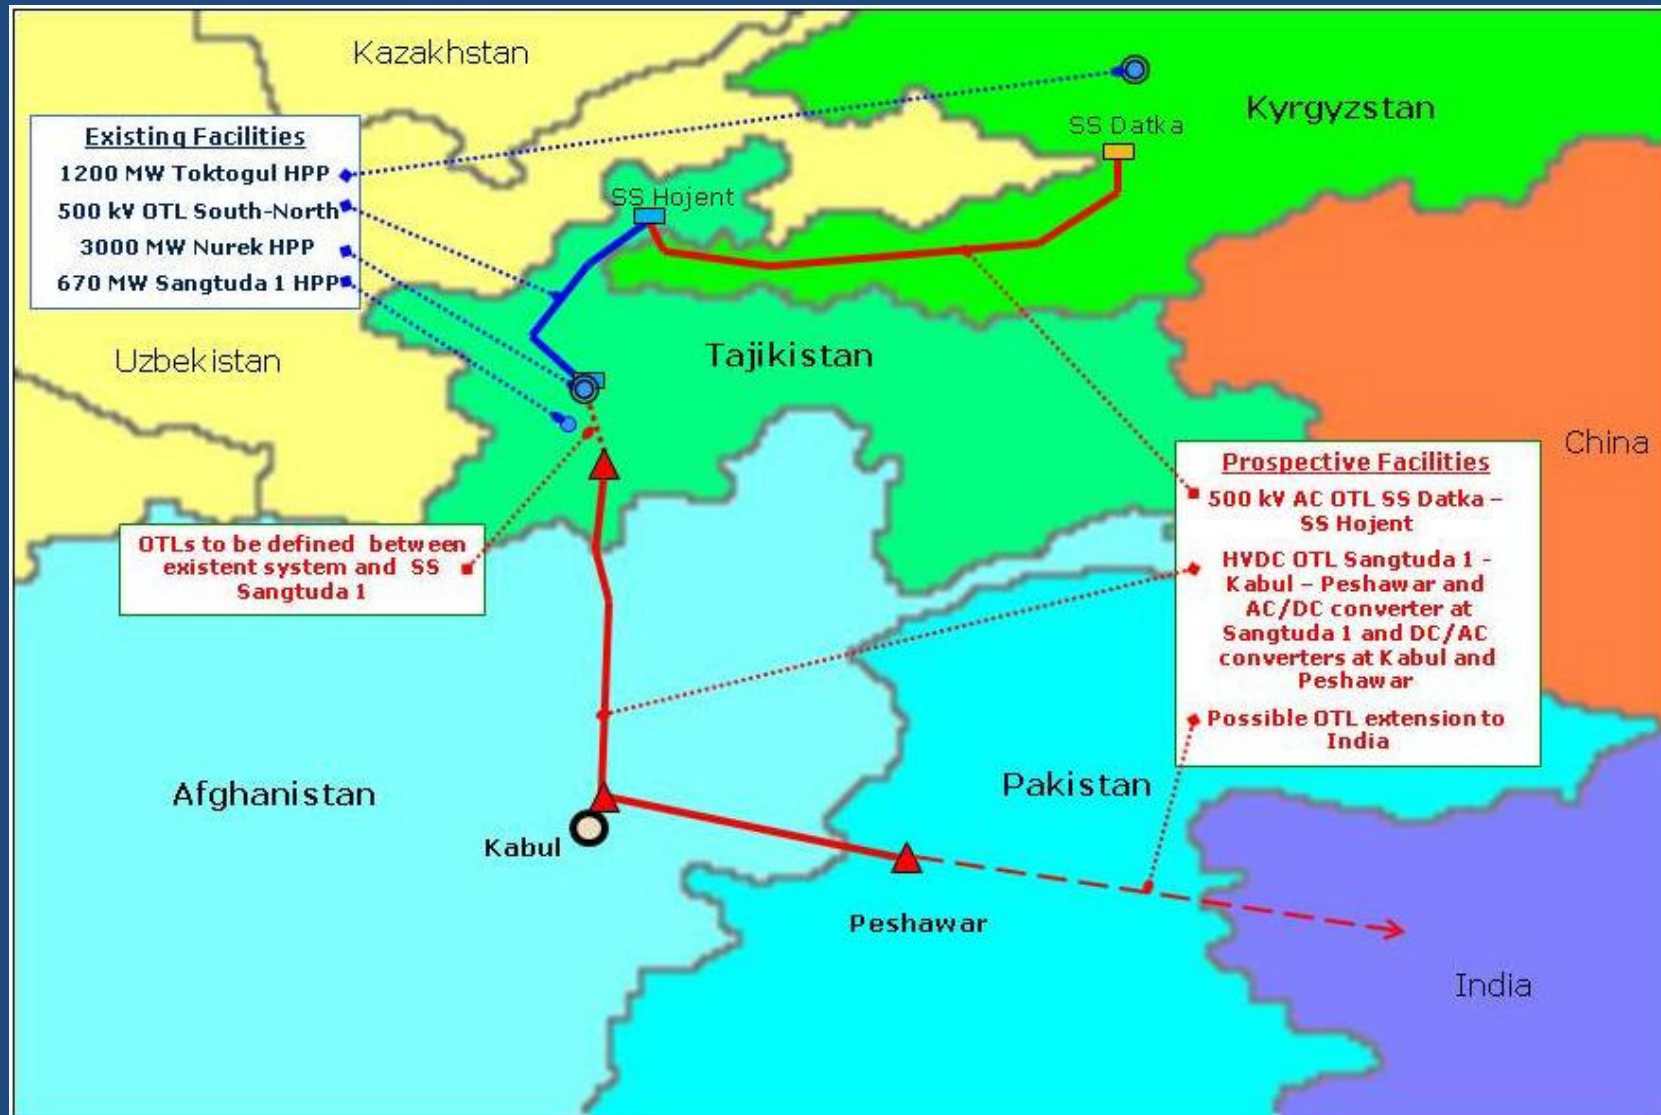 Kazakhstan
Kyrgyzstan
Existing Facilities
1200 MW Toktogul HPP
500 kV OTL South-North
3000 MW Nurek HPP
670 MW Sangtuda 1 HPP
SS Datka
SS Hojent
Uzbekistan
Tajikistan
China
Prospective Facilities
500 kV AC OTL SS Datka –
SS Hojent
HVDC OTL Sangtuda 1 -
Kabul – Peshawar and
AC/DC converter at
Sangtuda 1 and DC/AC
converters at Kabul and
Peshawar
Possible OTL extension to
India
OTLs to be defined between
existent system and SS
Sangtuda 1
Afghanistan
Pakistan
Kabul
Peshawar
India